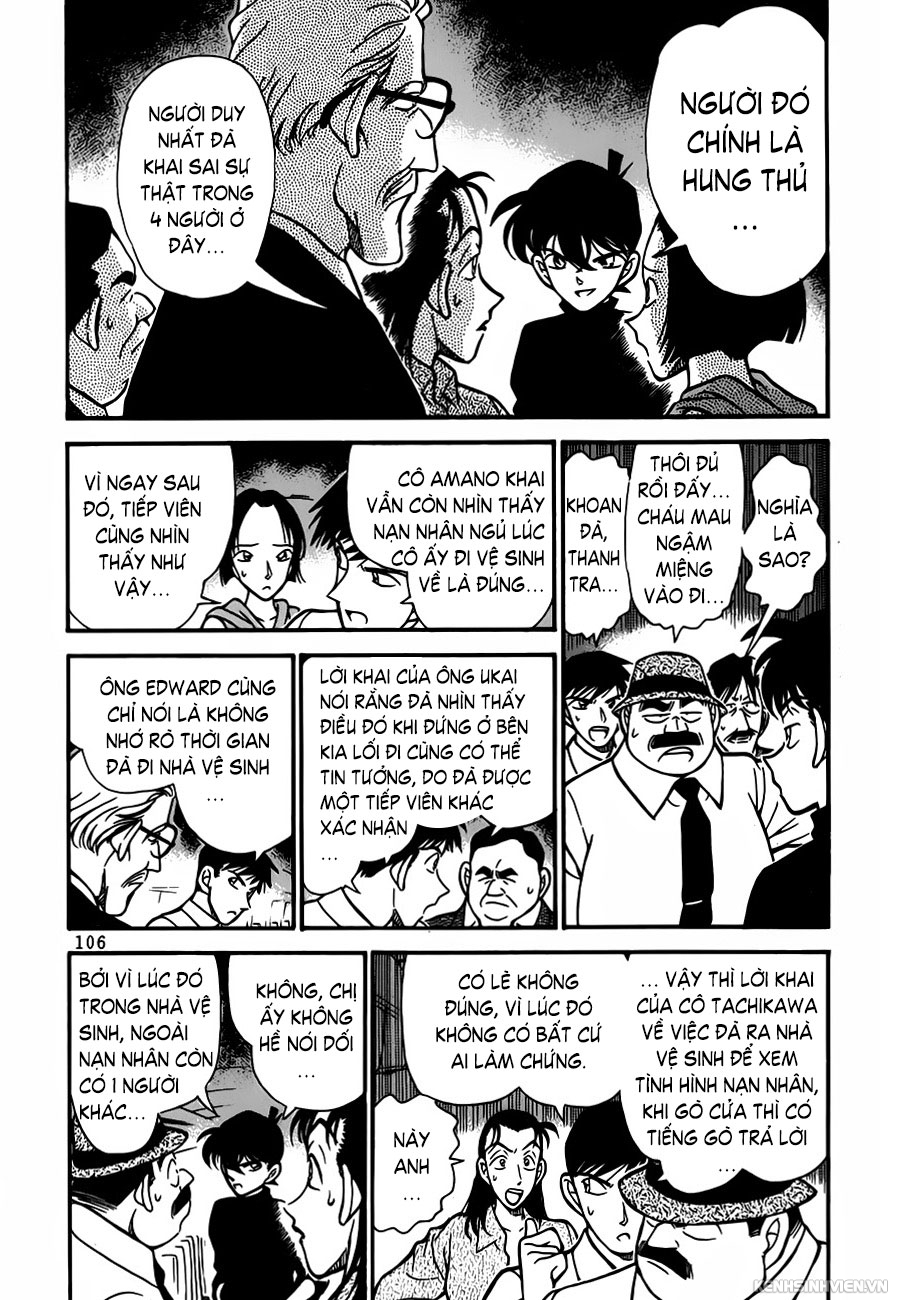 NGƯỜI ĐÓ
CHÍNH LÀ
HUNG THỦ
...
NGƯỜI DUY
NHẤT ĐÃ
KHAI SAI SỰ
THẬT TRONG
4 NGƯỜI Ở
ĐÂY...
NGHĨA
LÀ
SAO?
THÔI ĐỦ
RỒI ĐẤY...
CHÁU MAU
NGẬM
MIỆNG
VÀO ĐI...
KHOAN
ĐÃ,
THANH
TRA...
CÔ AMANO KHAI
VẪN CÒN NHÌN THẤY
NẠN NHÂN NGỦ LÚC
CÔ ẤY ĐI VỆ SINH
VỀ LÀ ĐÚNG...
VÌ NGAY SAU
ĐÓ, TIẾP VIÊN
CŨNG NHÌN
THẤY NHƯ
VẬY...
LỜI KHAI CỦA ÔNG UKAI
NÓI RẰNG ĐÃ NHÌN THẤY
ĐIỀU ĐÓ KHI ĐỨNG Ở BÊN
KIA LỐI ĐI CŨNG CÓ THỂ
TIN TƯỞNG, DO ĐÃ ĐƯỢC
MỘT TIẾP VIÊN KHÁC
XÁC NHẬN
...
ÔNG EDWARD CŨNG
CHỈ NÓI LÀ KHÔNG
NHỚ RÕ THỜI GIAN
ĐÃ ĐI NHÀ VỆ SINH
...
106
... VẬY THÌ LỜI KHAI
CỦA CÔ TACHIKAWA
VỀ VIỆC ĐÃ RA NHÀ
VỆ SINH ĐỂ XEM
TÌNH HÌNH NẠN NHÂN,
KHI GÕ CỬA THÌ CÓ
TIẾNG GÕ TRẢ LỜI
...
CÓ LẼ KHÔNG
ĐÚNG, VÌ LÚC ĐÓ
KHÔNG CÓ BẤT CỨ
AI LÀM CHỨNG.
NÀY
ANH
...
KHÔNG, CHỊ
ẤY KHÔNG
HỀ NÓI DỐI
...
BỞI VÌ LÚC ĐÓ
TRONG NHÀ VỆ
SINH, NGOÀI
NẠN NHÂN CÒN
CÓ 1 NGƯỜI
KHÁC...
KENHSINHVIEN.VN